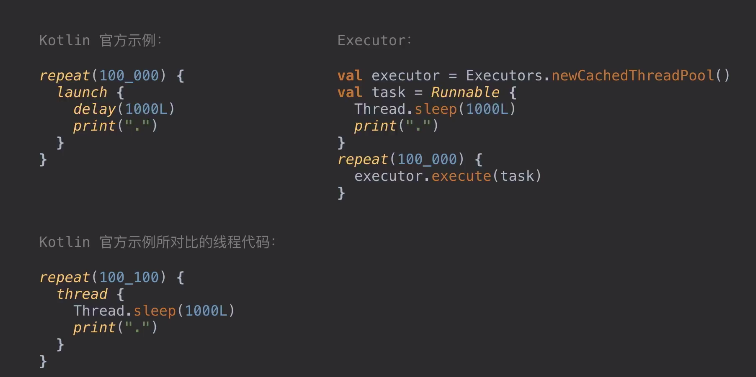 Kotlin 官方示例：
repeat(100_000) {
  launch {
    delay(1000L)
    print(".")
  }
}
Executor：
val executor = Executors.newCachedThreadPool()
val task = Runnable {
  Thread.sleep(1000L)
  print(".")
}
repeat(100_000) {
  executor.execute(task)
}
Kotlin 官方示例所对比的线程代码：
repeat(100_100) {
  thread {
    Thread.sleep(1000L)
    print(".")
  }
}